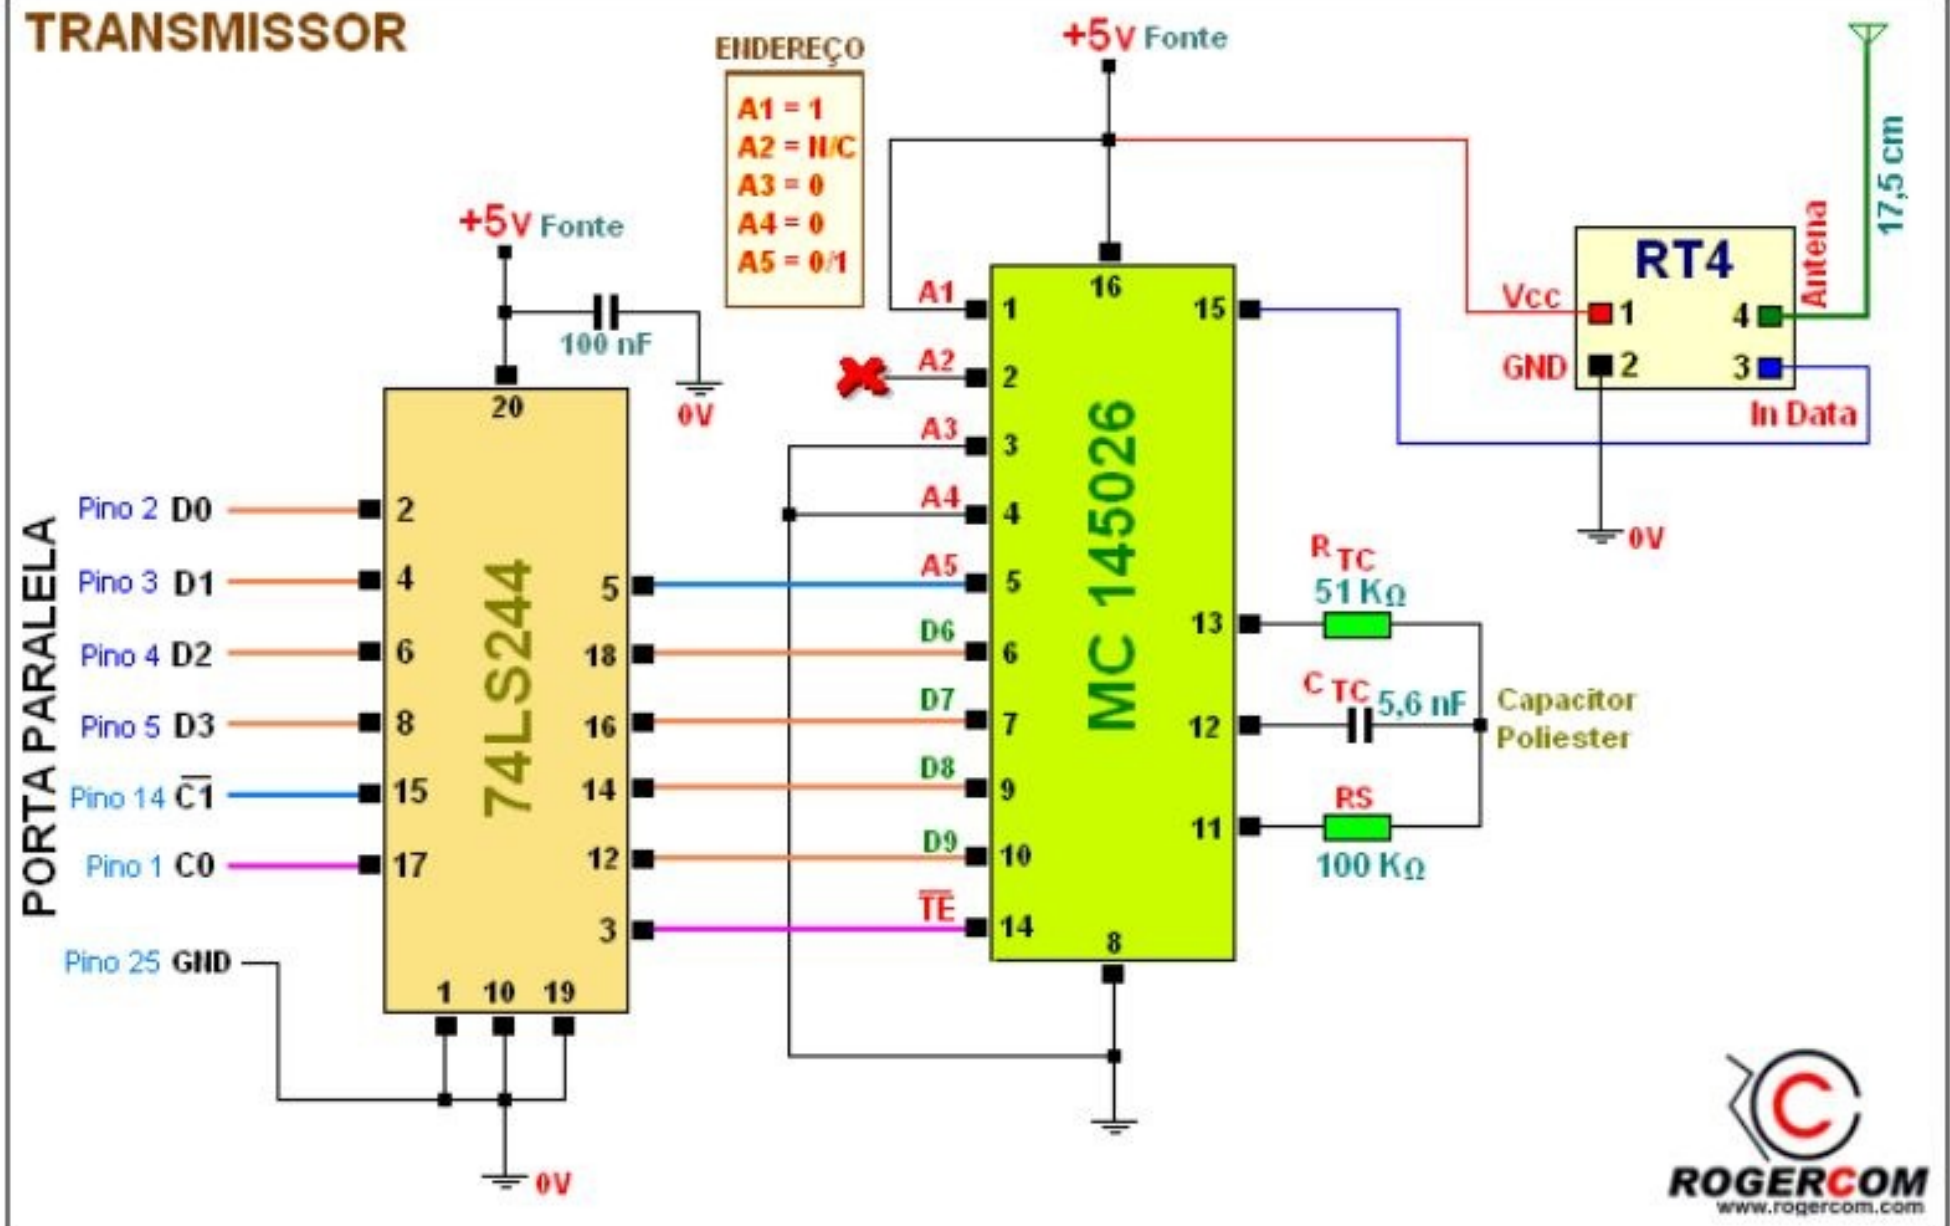 TRANSMISSOR
ENDEREÇO
A1 = 1
A2 = N/C
A3 = 0
A4 = 0
A5 = 0/1
+5v Fonte
100 nF
0V
PORTA PARALELA
Pino 2 D0
Pino 3 D1
Pino 4 D2
Pino 5 D3
Pino 14 C̅1̅
Pino 1 C0
Pino 25 GND
74LS244
20
2
4
6
8
15
17
5
18
16
14
12
3
1 10 19
0V
+5v Fonte
A1
A2
A3
A4
A5
D6
D7
D8
D9
T̅E̅
MC 145026
16
1
2
3
4
5
6
7
9
10
14
8
15
13
12
11
R TC
51 KΩ
C TC 5,6 nF
Capacitor
Poliester
RS
100 KΩ
RT4
Vcc 1
GND 2
4
3
In Data
Antena
17,5 cm
0V
ROGERCOM
www.rogercom.com